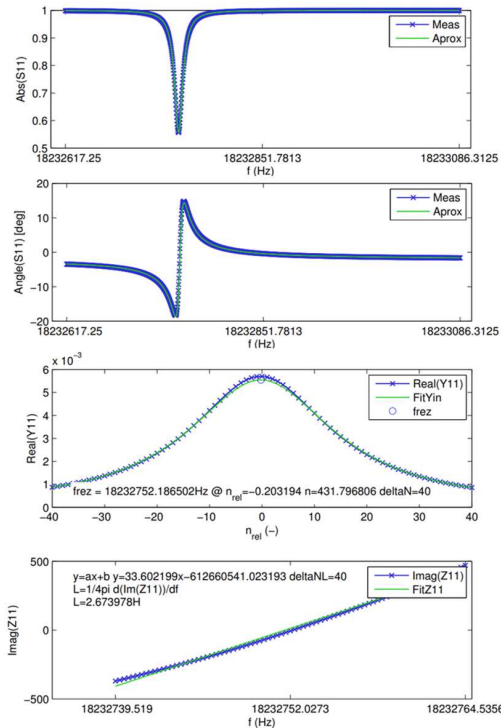 1
0.9
0.8
0.7
0.6
0.5
Abs(S11)
Meas
Aprox
18232617.25
18232851.7813
18233086.3125
f (Hz)
20
10
0
−10
−20
Angle(S11) [deg]
Meas
Aprox
18232617.25
18232851.7813
18233086.3125
f (Hz)
x 10−3
6
5
4
3
2
1
0
Real(Y11)
Real(Y11)
FitYin
frez
frez = 18232752.186502Hz @ nrel=−0.203194 n=431.796806 deltaN=40
−40
−30
−20
−10
0
10
20
30
40
nrel (−)
500
0
−500
Imag(Z11)
y=ax+b y=33.602199x−612660541.023193 deltaNL=40
L=1/4pi d(Im(Z11))/df
L=2.673978H
Imag(Z11)
FitZ11
18232739.519
18232752.0273
18232764.5356
f (Hz)